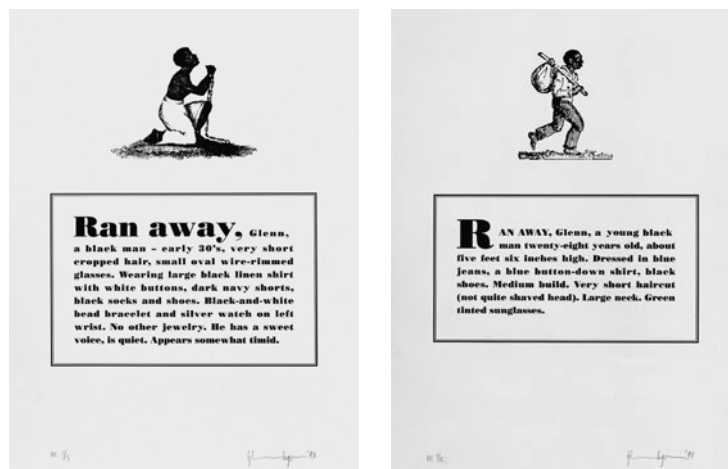 Ran away, Glenn,
a black man – early 30's, very short
cropped hair, small oval wire-rimmed
glasses. Wearing large black linen shirt
with white buttons, dark navy shorts,
black socks and shoes. Black-and-white
bead bracelet and silver watch on left
wrist. No other jewelry. He has a sweet
voice, is quiet. Appears somewhat timid.
RAN AWAY, Glenn, a young black
man twenty-eight years old, about
five feet six inches high. Dressed in blue
jeans, a blue button-down shirt, black
shoes. Medium build. Very short haircut
(not quite shaved head). Large neck. Green
tinted sunglasses.